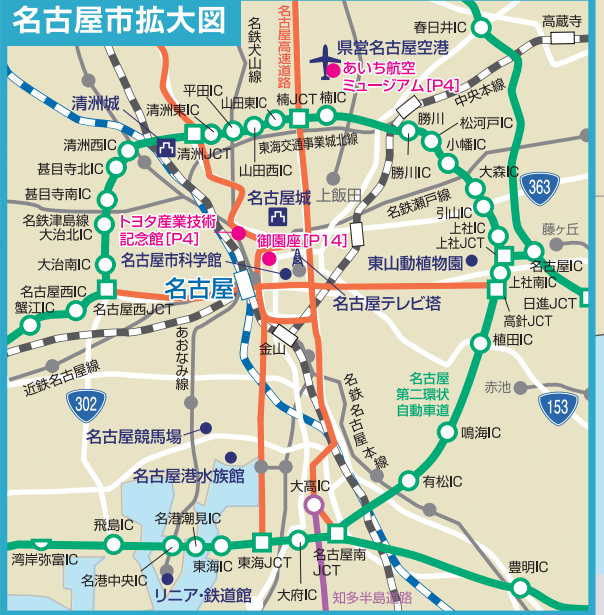 名古屋市拡大図
名鉄犬山線
名古屋高速道路
春日井IC
高蔵寺
県営名古屋空港
あいち航空
ミュージアム[P4]
中央本線
清洲城
清洲東IC
平田IC
山田東IC
楠JCT
楠IC
勝川
松河戸IC
小幡IC
清洲西IC
清洲JCT
東海交通事業城北線
山田西IC
勝川IC
大森IC
甚目寺北IC
甚目寺南IC
名古屋城
上飯田
名鉄瀬戸線
363
引山IC
名鉄津島線
大治北IC
トヨタ産業技術
記念館[P4]
御園座[P14]
上社IC
上社JCT
藤ヶ丘
大治南IC
名古屋市科学館
東山動植物園
名古屋IC
名古屋西IC
名古屋
名古屋テレビ塔
上社南IC
蟹江IC
名古屋西JCT
日進JCT
高針JCT
あおなみ線
金山
植田IC
近鉄名古屋線
名鉄名古屋本線
名古屋
第二環状
自動車道
赤池
302
153
名古屋競馬場
鳴海IC
名古屋港水族館
大高IC
有松IC
飛島IC
名港潮見IC
湾岸弥富IC
名港中央IC
東海IC
東海JCT
名古屋南
JCT
豊明IC
リニア・鉄道館
大府IC
知多半島道路